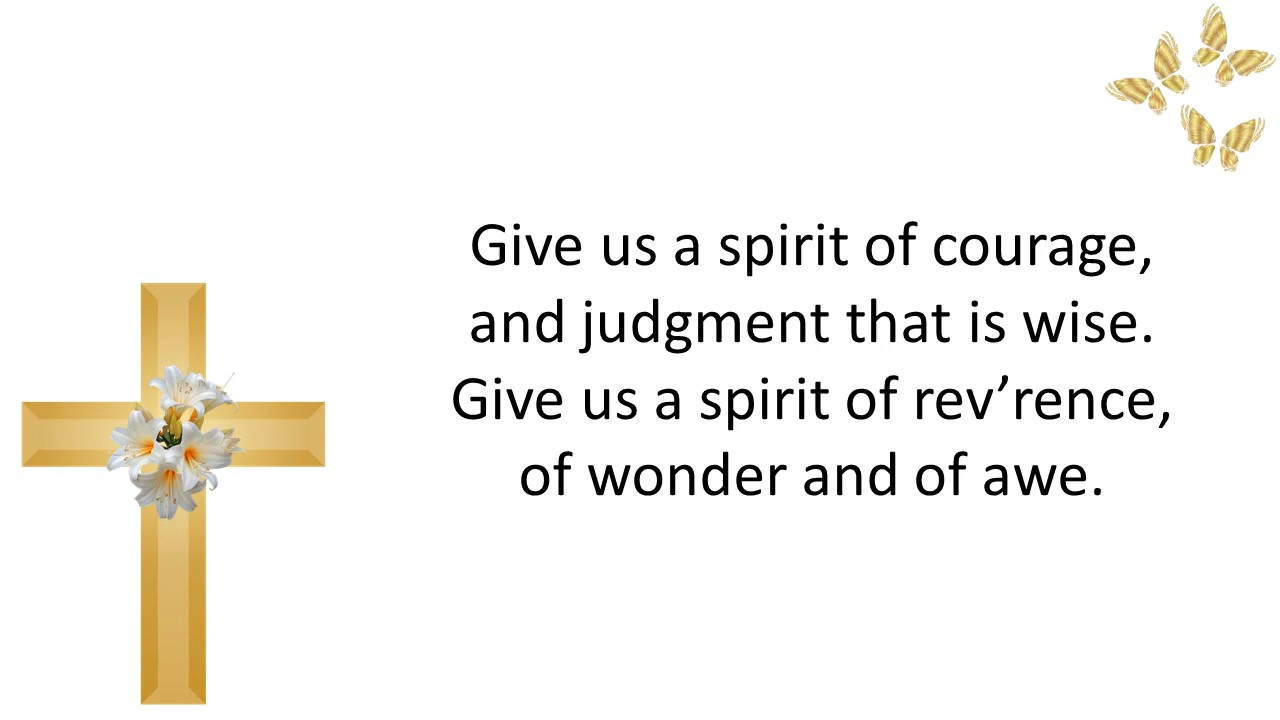 Give us a spirit of courage,
and judgment that is wise.
Give us a spirit of rev’rence,
of wonder and of awe.